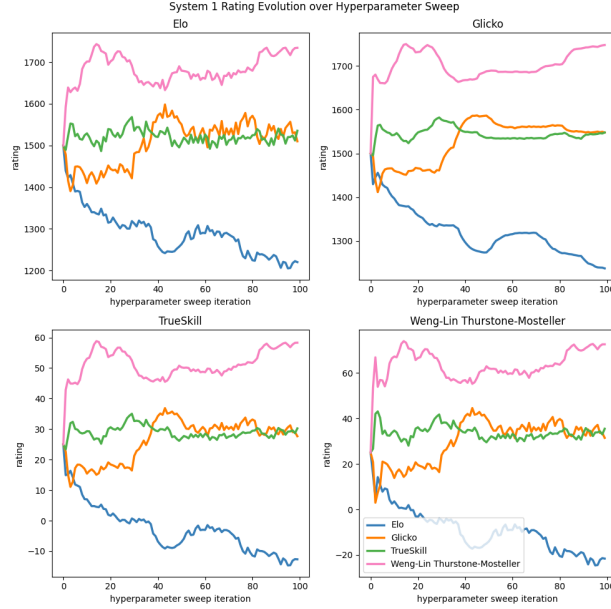 System 1 Rating Evolution over Hyperparameter Sweep
Elo
1700
1600
1500
1400
1300
1200
rating
0 20 40 60 80 100
hyperparameter sweep iteration
Glicko
1700
1600
1500
1400
1300
rating
0 20 40 60 80 100
hyperparameter sweep iteration
TrueSkill
60
50
40
30
20
10
0
−10
rating
0 20 40 60 80 100
hyperparameter sweep iteration
Weng-Lin Thurstone-Mosteller
60
40
20
0
−20
rating
0 20 40 60 80 100
hyperparameter sweep iteration
Elo
Glicko
TrueSkill
Weng-Lin Thurstone-Mosteller